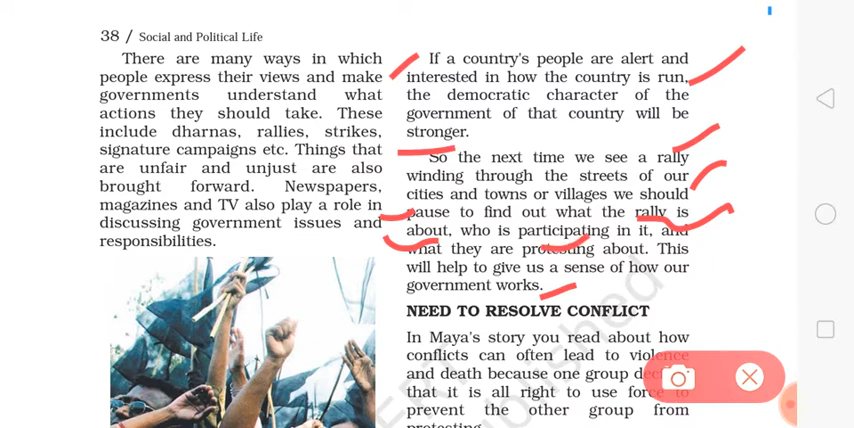 38 / Social and Political Life
There are many ways in which
people express their views and make
governments understand what
actions they should take. These
include dharnas, rallies, strikes,
signature campaigns etc. Things that
are unfair and unjust are also
brought forward. Newspapers,
magazines and TV also play a role in
discussing government issues and
responsibilities.
If a country's people are alert and
interested in how the country is run,
the democratic character of the
government of that country will be
stronger.
So the next time we see a rally
winding through the streets of our
cities and towns or villages we should
pause to find out what the rally is
about, who is participating in it, and
what they are protesting about. This
will help to give us a sense of how our
government works.
NEED TO RESOLVE CONFLICT
In Maya's story you read about how
conflicts can often lead to violence
and death because one group
that it is all right to use force to
prevent the other group from
protesting